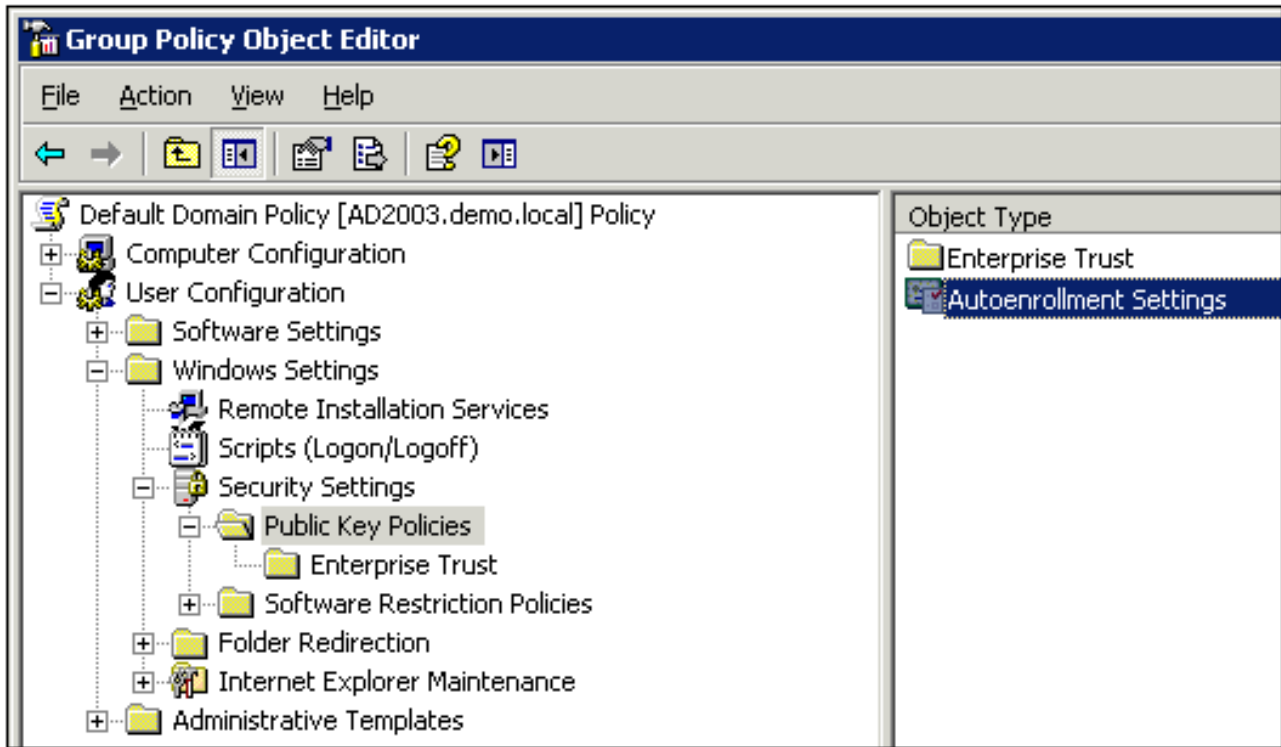 Group Policy Object Editor
File Action View Help
Default Domain Policy [AD2003.demo.local] Policy
Computer Configuration
User Configuration
Software Settings
Windows Settings
Remote Installation Services
Scripts (Logon/Logoff)
Security Settings
Public Key Policies
Enterprise Trust
Software Restriction Policies
Folder Redirection
Internet Explorer Maintenance
Administrative Templates
Object Type
Enterprise Trust
Autoenrollment Settings